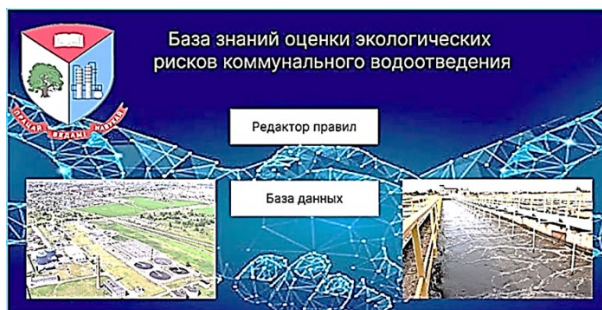 База знаний оценки экологических
рисков коммунального водоотведения
Редактор правил
База данных